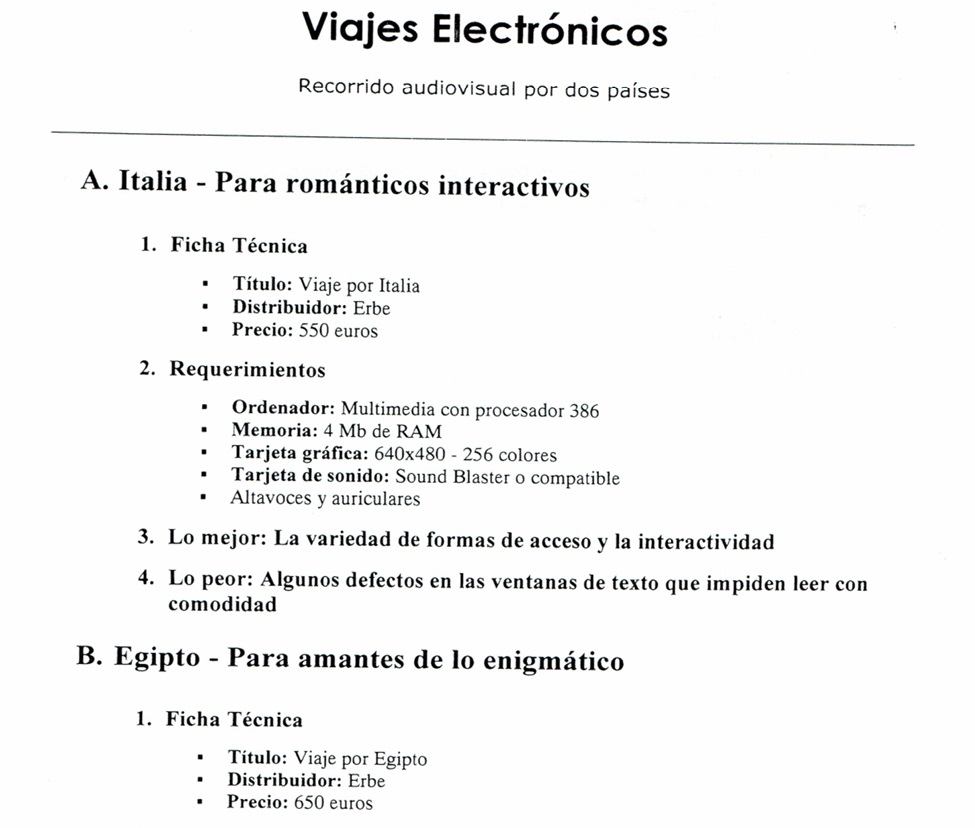 Viajes Electrónicos
Recorrido audiovisual por dos países
A. Italia - Para románticos interactivos
1. Ficha Técnica
▪ Título: Viaje por Italia
▪ Distribuidor: Erbe
▪ Precio: 550 euros
2. Requerimientos
▪ Ordenador: Multimedia con procesador 386
▪ Memoria: 4 Mb de RAM
▪ Tarjeta gráfica: 640x480 - 256 colores
▪ Tarjeta de sonido: Sound Blaster o compatible
▪ Altavoces y auriculares
3. Lo mejor: La variedad de formas de acceso y la interactividad
4. Lo peor: Algunos defectos en las ventanas de texto que impiden leer con
comodidad
B. Egipto - Para amantes de lo enigmático
1. Ficha Técnica
▪ Título: Viaje por Egipto
▪ Distribuidor: Erbe
▪ Precio: 650 euros